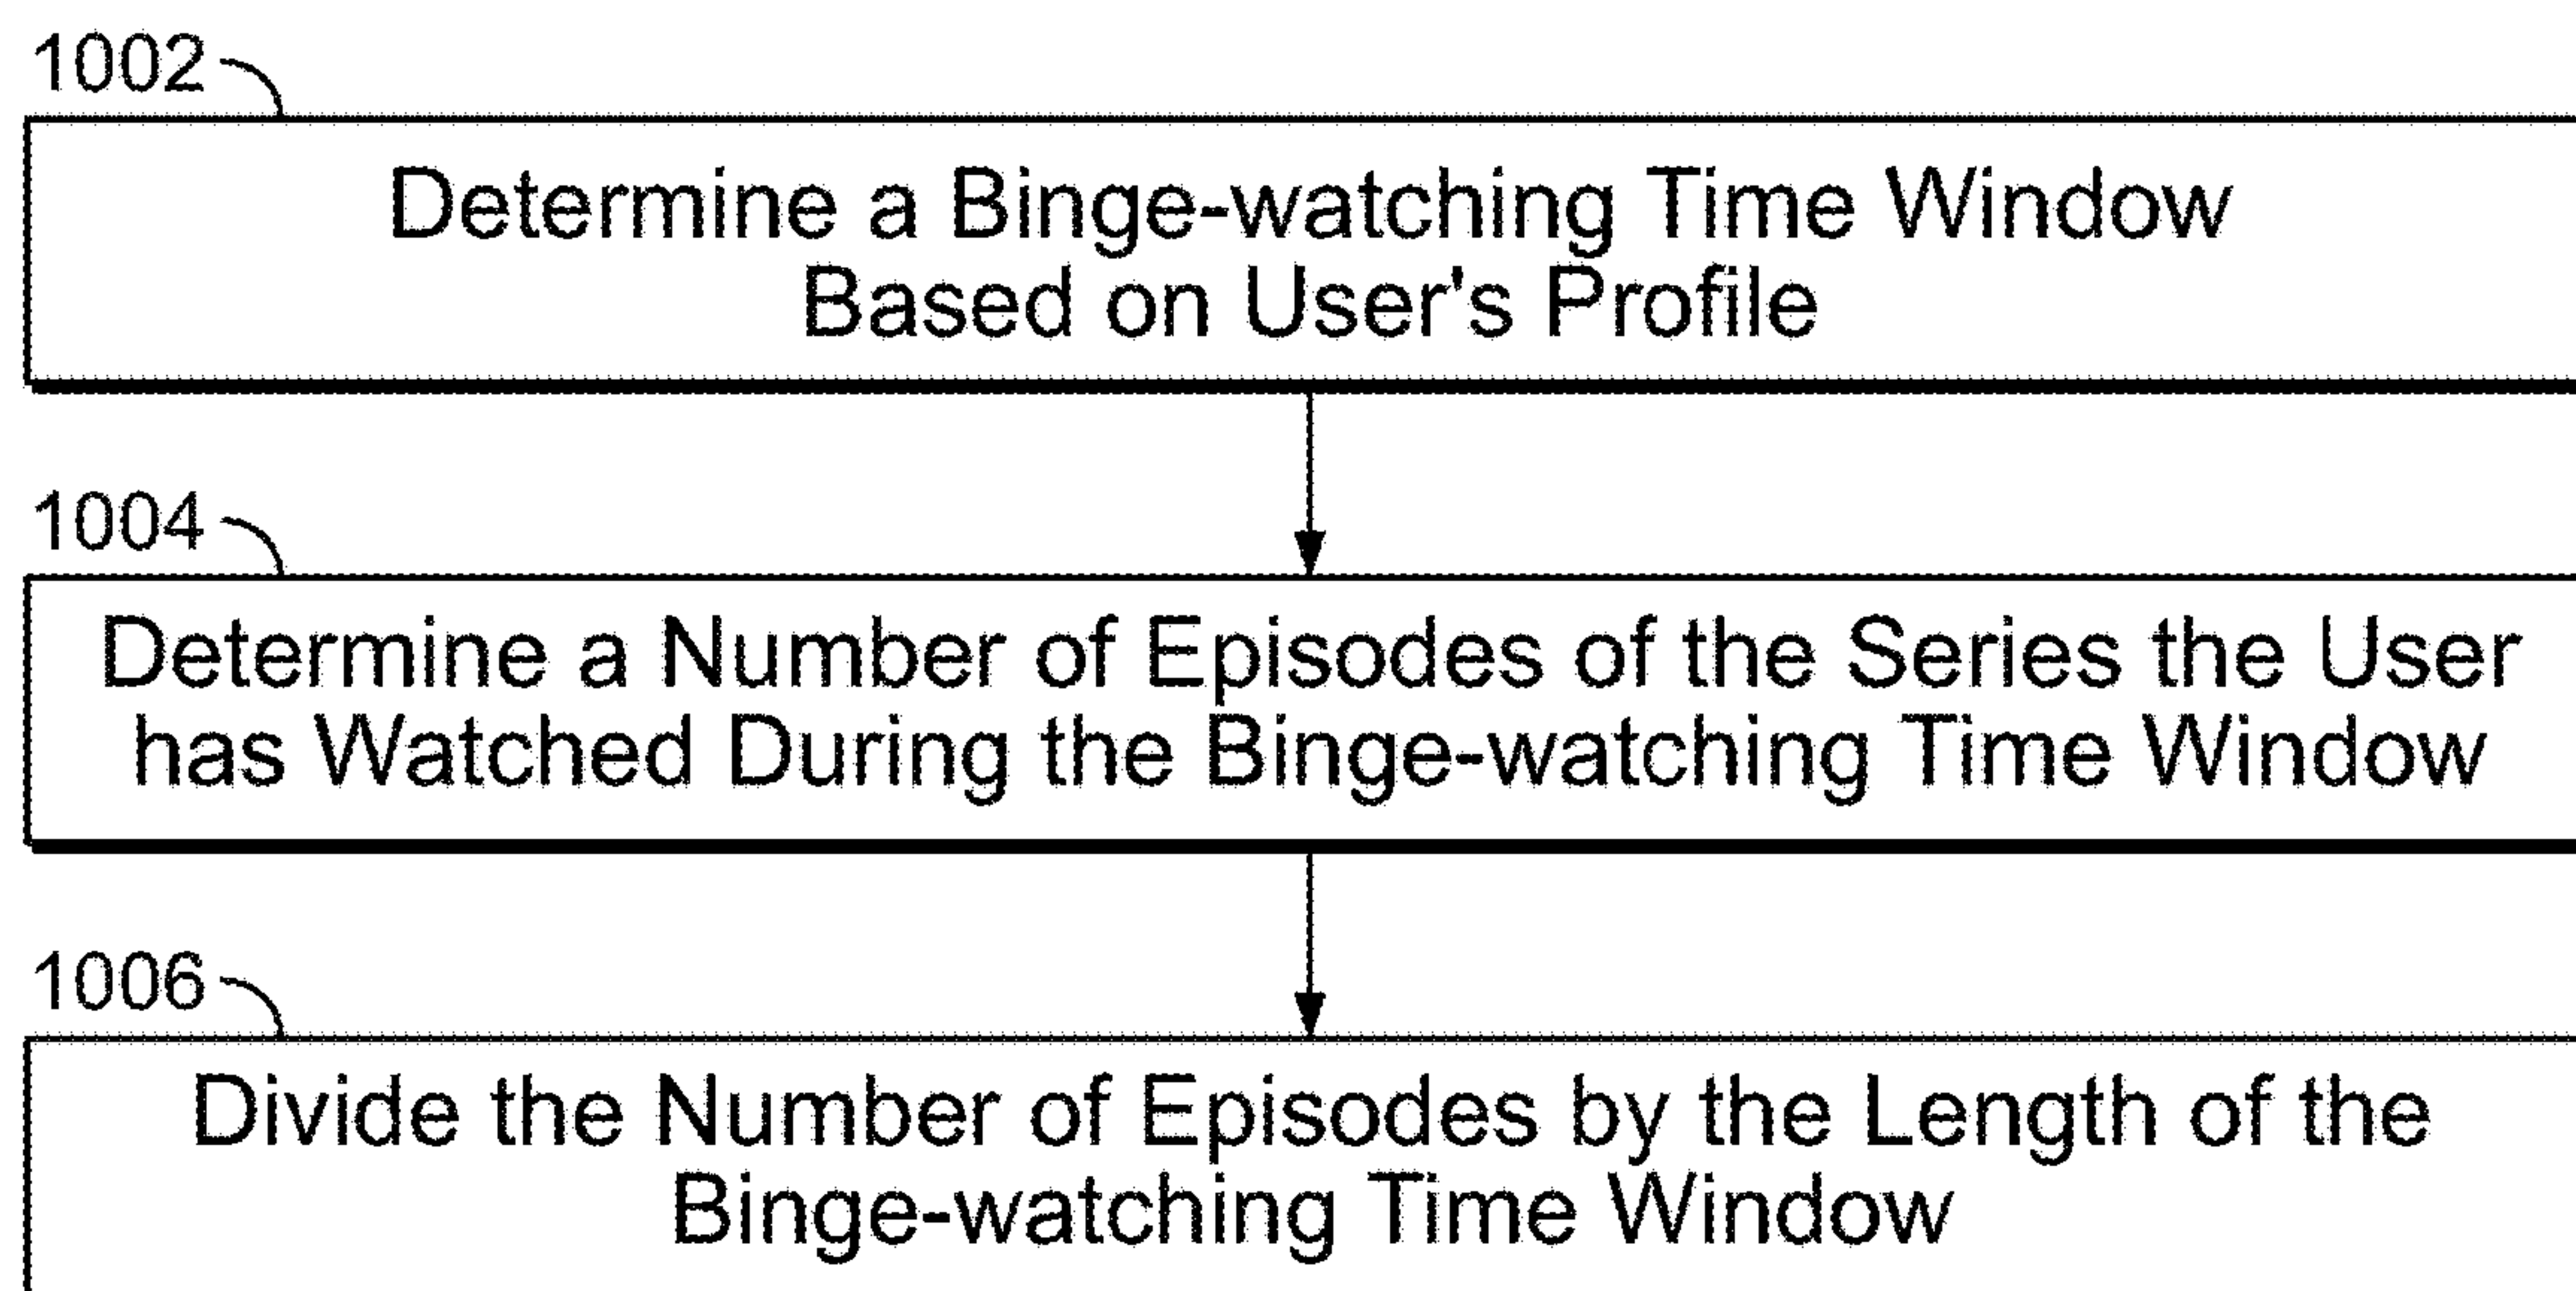 1002
Determine a Binge-watching Time Window
Based on User's Profile
1004
Determine a Number of Episodes of the Series the User
has Watched During the Binge-watching Time Window
1006
Divide the Number of Episodes by the Length of the
Binge-watching Time Window